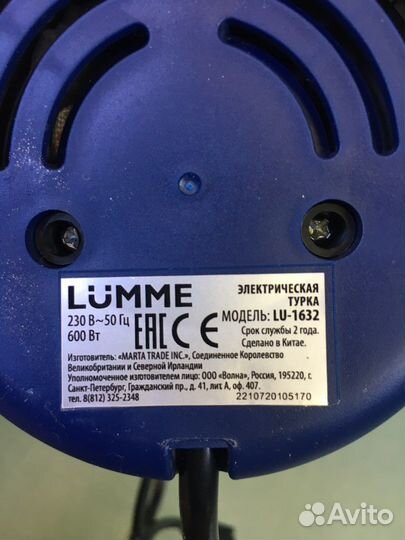 LUMME
ЭЛЕКТРИЧЕСКАЯ
ТУРКА
230 В~50 Гц
600 Вт
EAC CE
МОДЕЛЬ: LU-1632
Срок службы 2 года.
Сделано в Китае.
Изготовитель: «MARTA TRADE INC.», Соединенное Королевство
Великобритании и Северной Ирландии
Уполномоченное изготовителем лицо: ООО «Волна», Россия, 195220, г.
Санкт-Петербург, Гражданский пр., д. 41, лит. А, оф. 407.
тел. 8(812) 325-2348
2210720105170
Avito